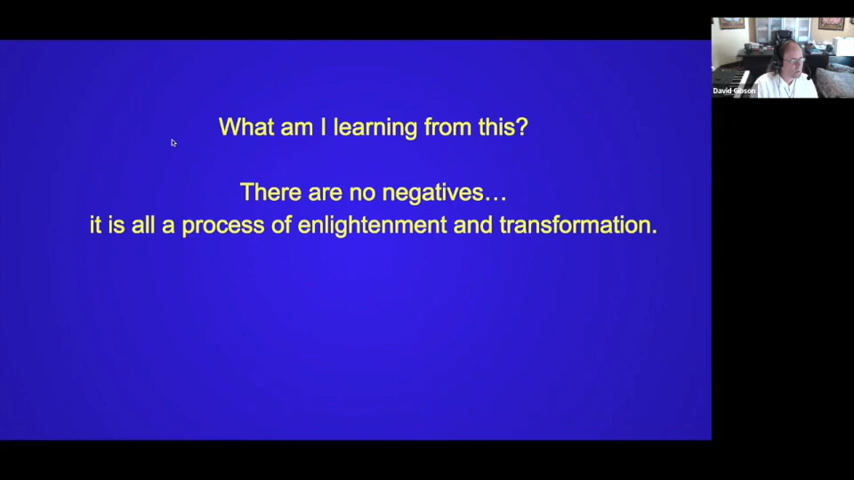 What am I learning from this?
There are no negatives...
it is all a process of enlightenment and transformation.
David Gibson